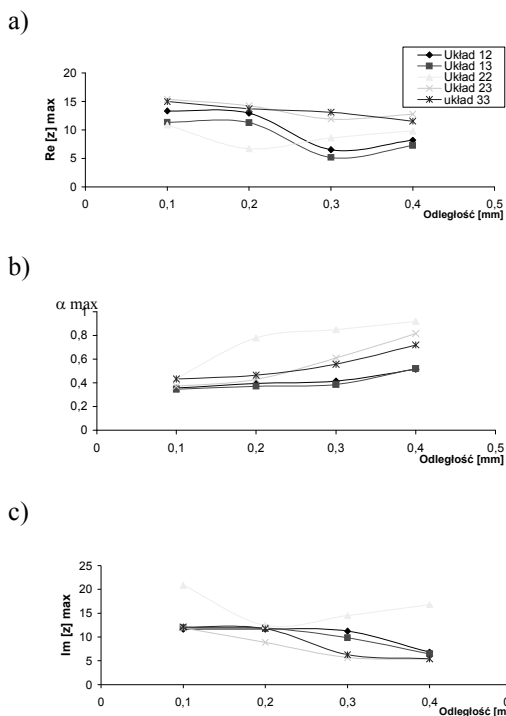 a)
Układ 12
Układ 13
Układ 22
Układ 23
układ 33
Re [z] max
20
15
10
5
0
0 0,1 0,2 0,3 0,4 0,5
Odległość [mm]
b)
α max
1
0,8
0,6
0,4
0,2
0
0 0,1 0,2 0,3 0,4 0,5
Odległość [mm]
c)
Im [z] max
25
20
15
10
5
0
0 0,1 0,2 0,3 0,4 0
Odległość [m